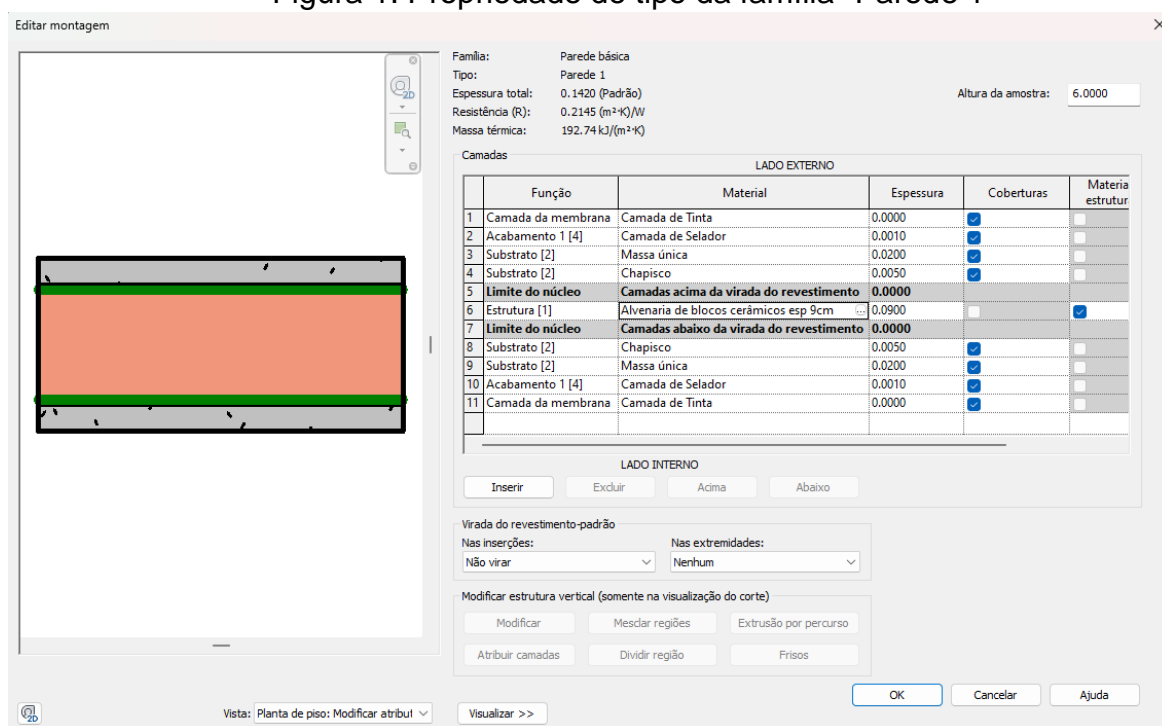 Editar montagem
Família: Parede básica
Tipo: Parede 1
Espessura total: 0.1420 (Padrão)
Resistência (R): 0.2145 (m²·K)/W
Massa térmica: 192.74 kJ/(m²·K)
Altura da amostra: 6.0000
Camadas
LADO EXTERNO
Função Material Espessura Coberturas Materia estrutur
1 Camada da membrana Camada de Tinta 0.0000
2 Acabamento 1 [4] Camada de Selador 0.0010
3 Substrato [2] Massa única 0.0200
4 Substrato [2] Chapisco 0.0050
5 Limite do núcleo Camadas acima da virada do revestimento 0.0000
6 Estrutura [1] Alvenaria de blocos cerâmicos esp 9cm ... 0.0900
7 Limite do núcleo Camadas abaixo da virada do revestimento 0.0000
8 Substrato [2] Chapisco 0.0050
9 Substrato [2] Massa única 0.0200
10 Acabamento 1 [4] Camada de Selador 0.0010
11 Camada da membrana Camada de Tinta 0.0000
LADO INTERNO
Inserir Excluir Acima Abaixo
Virada do revestimento-padrão
Nas inserções: Nas extremidades:
Não virar Nenhum
Modificar estrutura vertical (somente na visualização do corte)
Modificar Mesclar regiões Extrusão por percurso
Atribuir camadas Dividir região Frisos
OK Cancelar Ajuda
2D
2D Vista: Planta de piso: Modificar atribut Visualizar >>